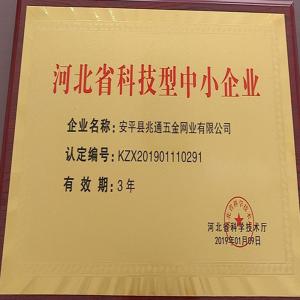 河北省科技型中小企业
企业名称：安平县兆通五金网业有限公司
认定编号：KZX201901110291
有效期：3年
河北省科学技术厅
2019年01月09日